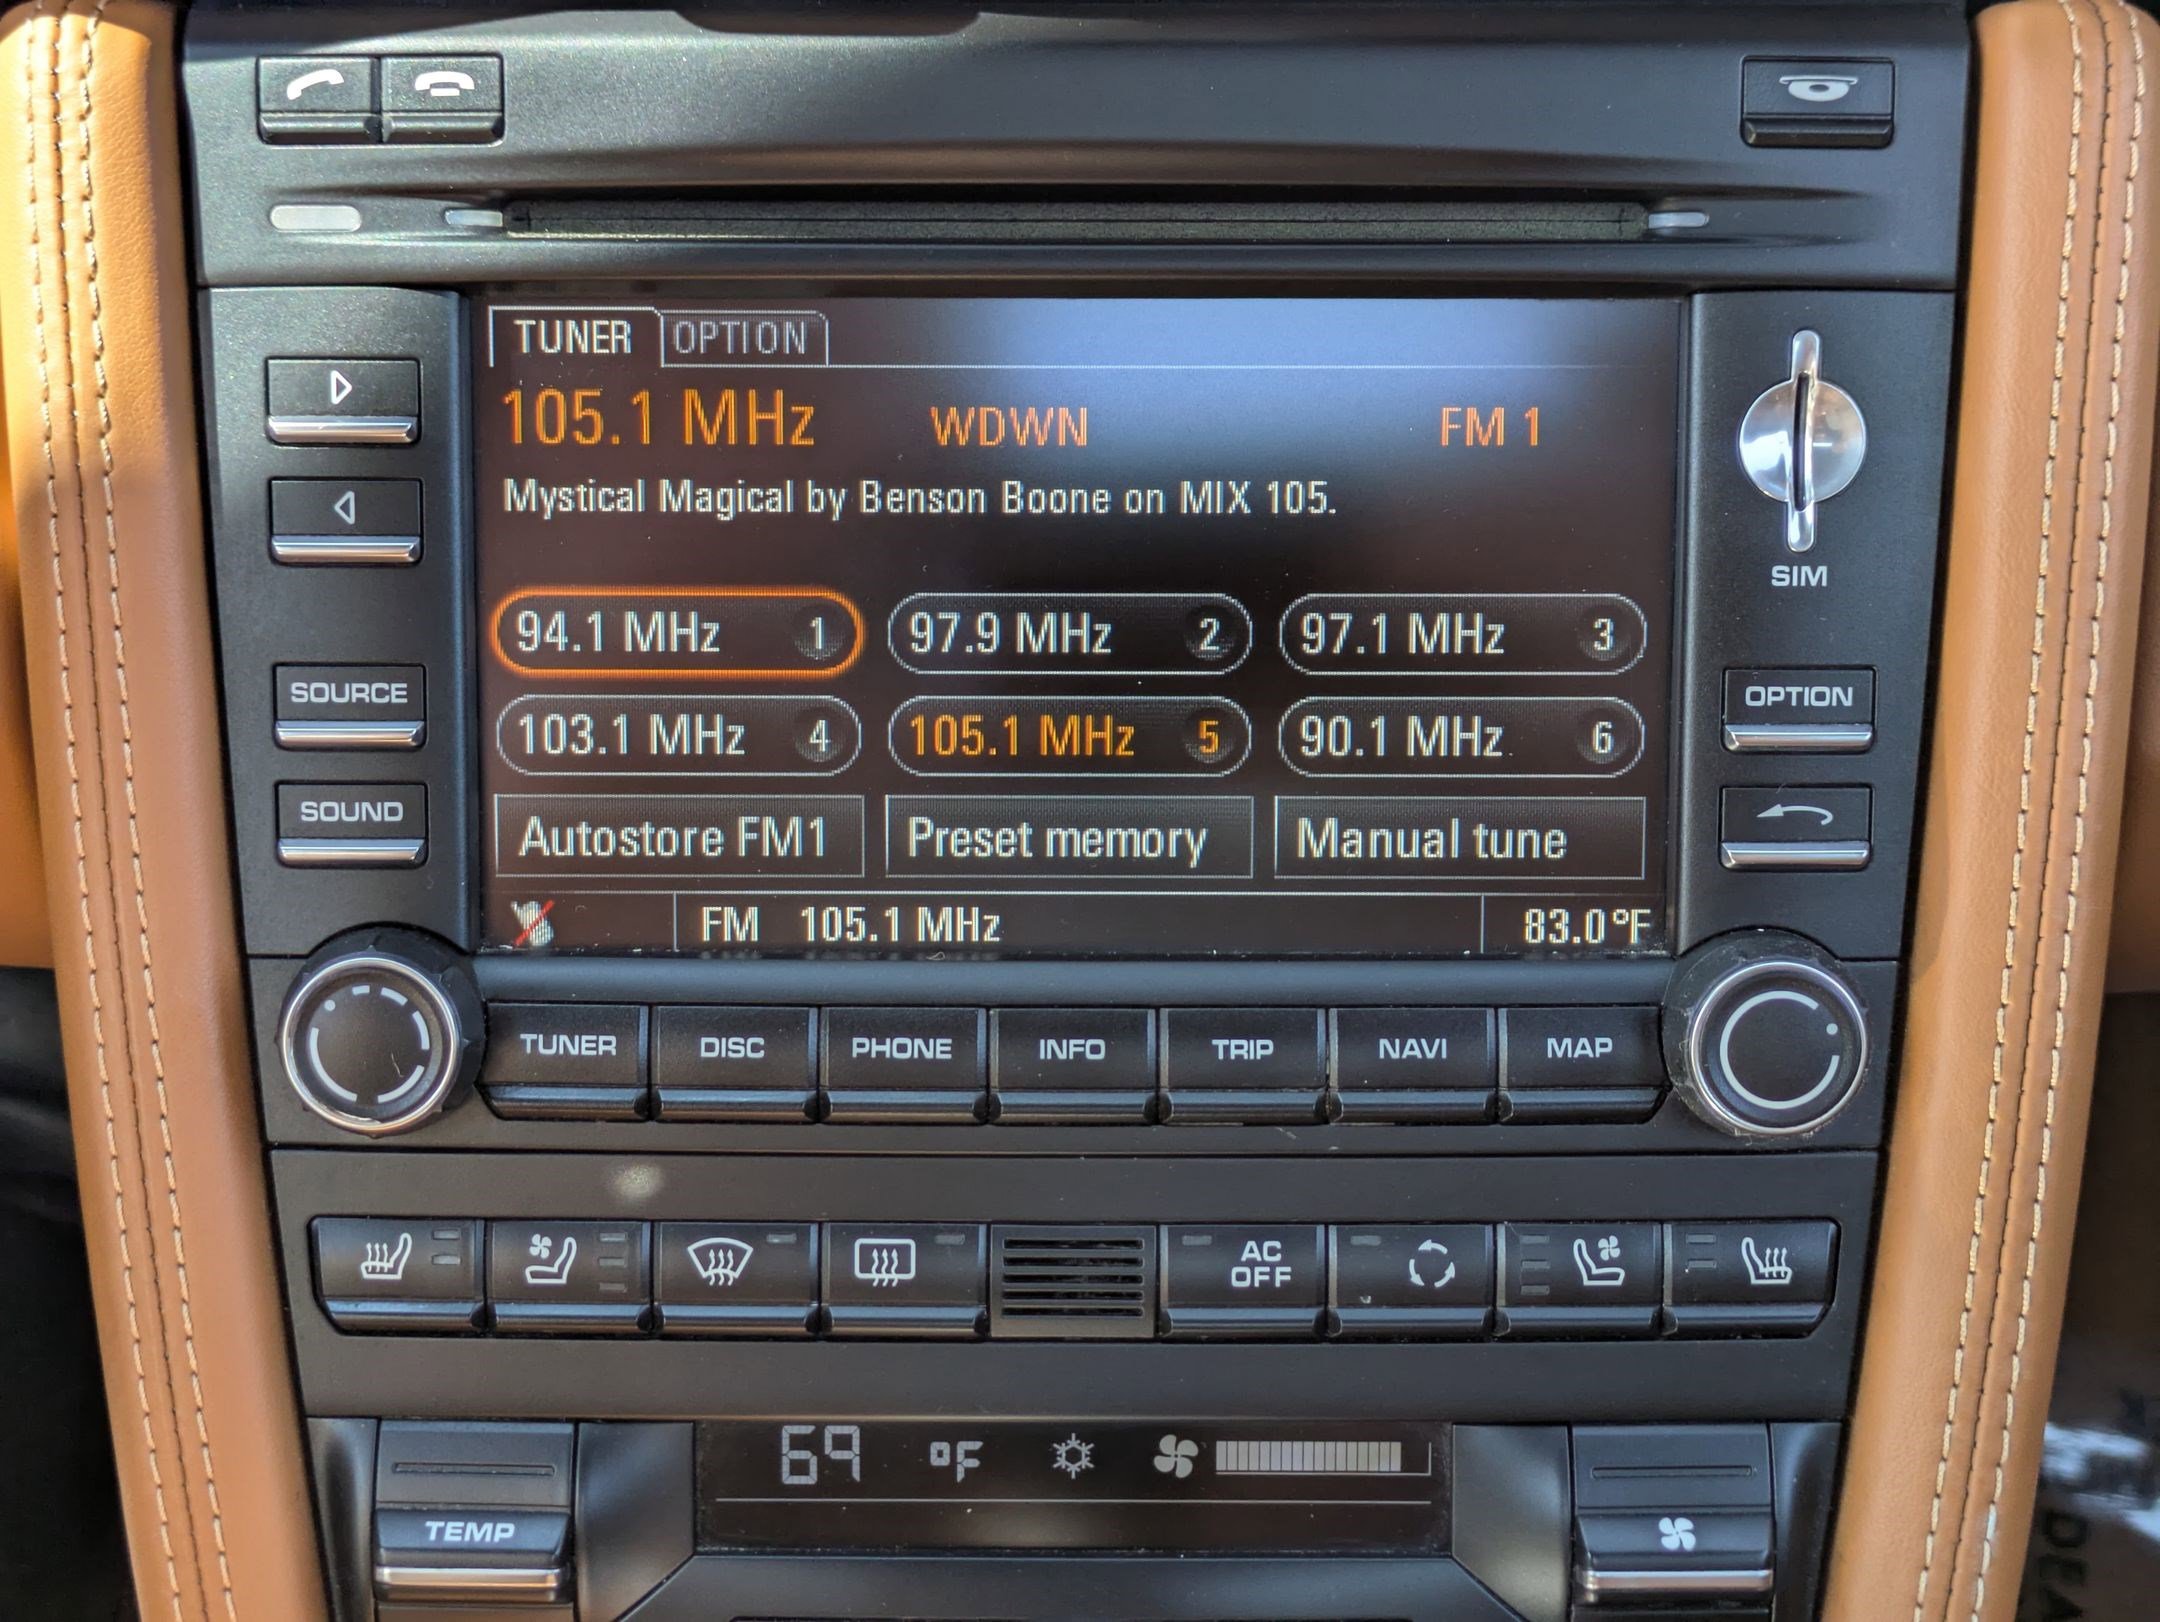 TUNER OPTION
105.1 MHz WDWN FM 1
Mystical Magical by Benson Boone on MIX 105.
SIM
94.1 MHz 1 97.9 MHz 2 97.1 MHz 3
SOURCE
OPTION
103.1 MHz 4 105.1 MHz 5 90.1 MHz 6
SOUND
Autostore FM1 Preset memory Manual tune
FM 105.1 MHz 83.0°F
TUNER DISC PHONE INFO TRIP NAVI MAP
AC
OFF
69 °F
TEMP